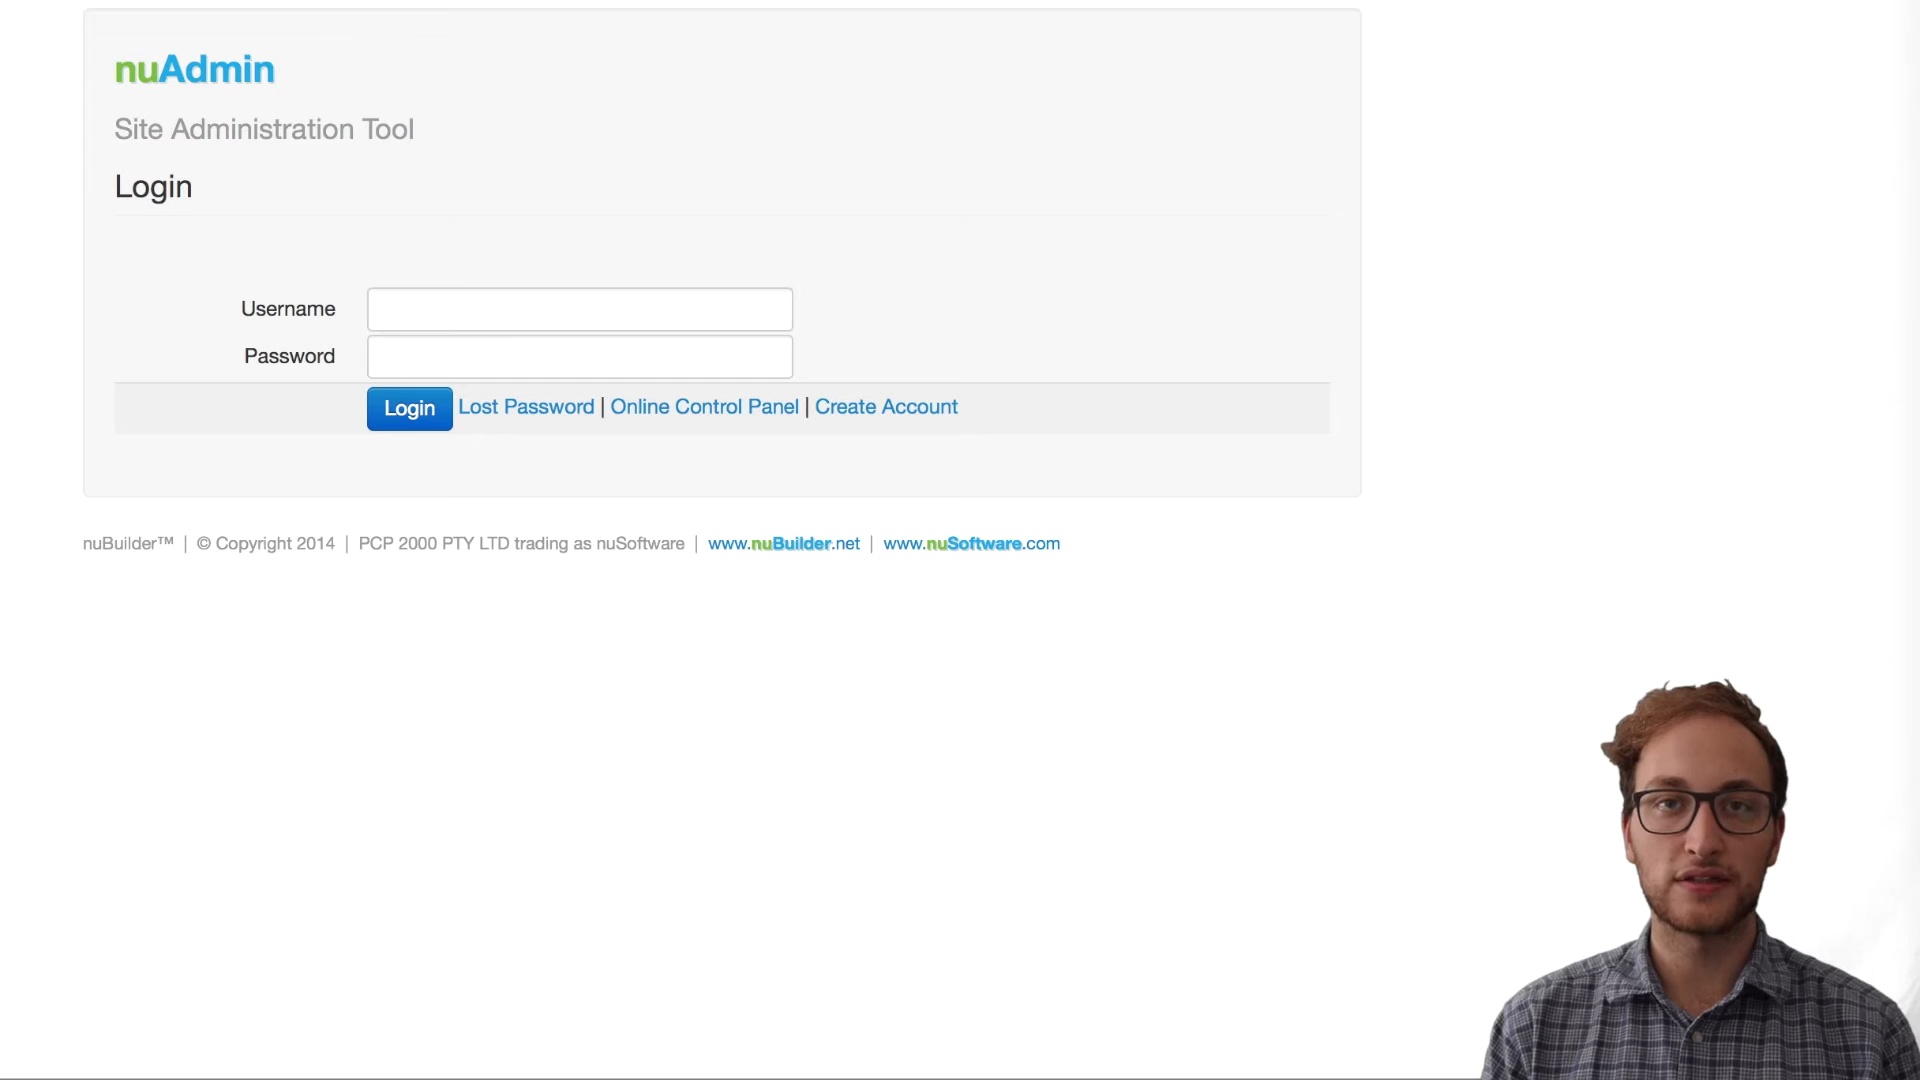 nuAdmin
Site Administration Tool
Login
Username
Password
Login Lost Password | Online Control Panel | Create Account
nuBuilder™ | © Copyright 2014 | PCP 2000 PTY LTD trading as nuSoftware | www.nuBuilder.net | www.nuSoftware.com